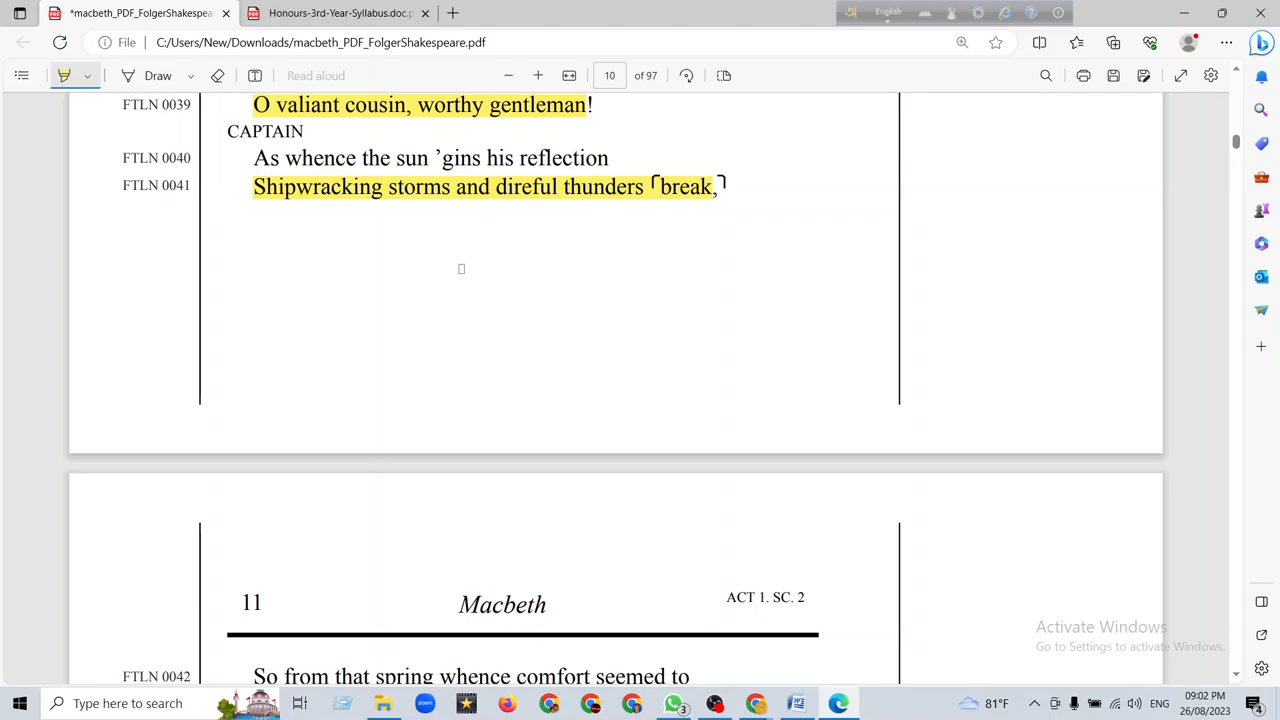 *macbeth_PDF_FolgerShakespea
Honours-3rd-Year-Syllabus.doc.p
English
File
C:/Users/New/Downloads/macbeth_PDF_FolgerShakespeare.pdf
Draw
Read aloud
10
of 97
FTLN 0039
O valiant cousin, worthy gentleman!
CAPTAIN
FTLN 0040
As whence the sun ’gins his reflection
FTLN 0041
Shipwracking storms and direful thunders ⌜break,⌝
11
Macbeth
ACT 1. SC. 2
FTLN 0042
So from that spring whence comfort seemed to
Activate Windows
Go to Settings to activate Windows.
Type here to search
3
81°F
ENG
09:02 PM
26/08/2023
4